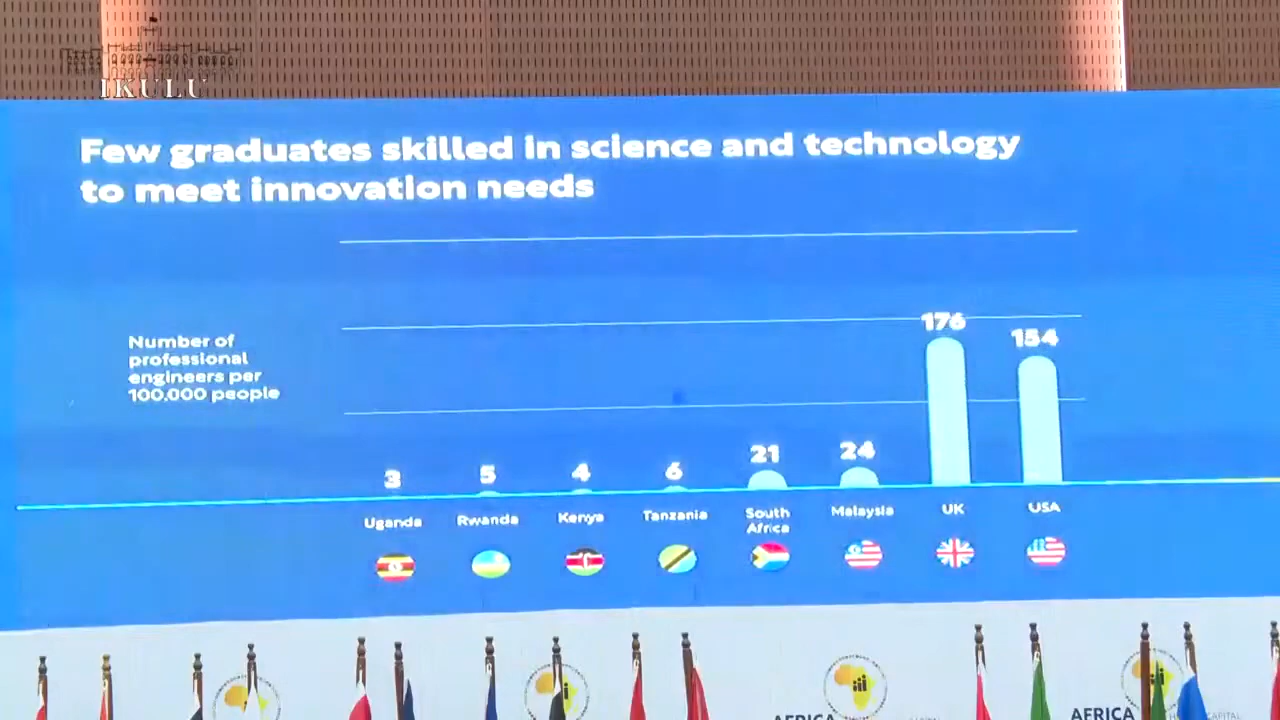 IKULU
Few graduates skilled in science and technology
to meet innovation needs
Number of
professional
engineers per
100,000 people
3
5
4
6
21
24
176
154
Uganda
Rwanda
Kenya
Tanzania
South
Africa
Malaysia
UK
USA
AFRICA
AFRICA
CAPITAL